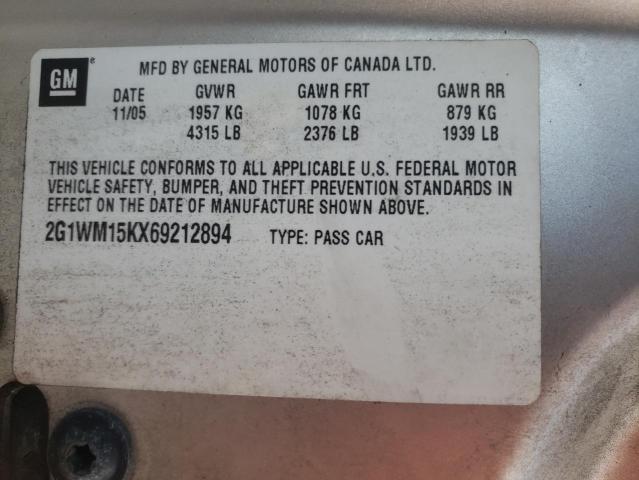 GM ®
MFD BY GENERAL MOTORS OF CANADA LTD.
DATE GVWR GAWR FRT GAWR RR
11/05 1957 KG 1078 KG 879 KG
4315 LB 2376 LB 1939 LB
THIS VEHICLE CONFORMS TO ALL APPLICABLE U.S. FEDERAL MOTOR
VEHICLE SAFETY, BUMPER, AND THEFT PREVENTION STANDARDS IN
EFFECT ON THE DATE OF MANUFACTURE SHOWN ABOVE.
2G1WM15KX69212894 TYPE: PASS CAR